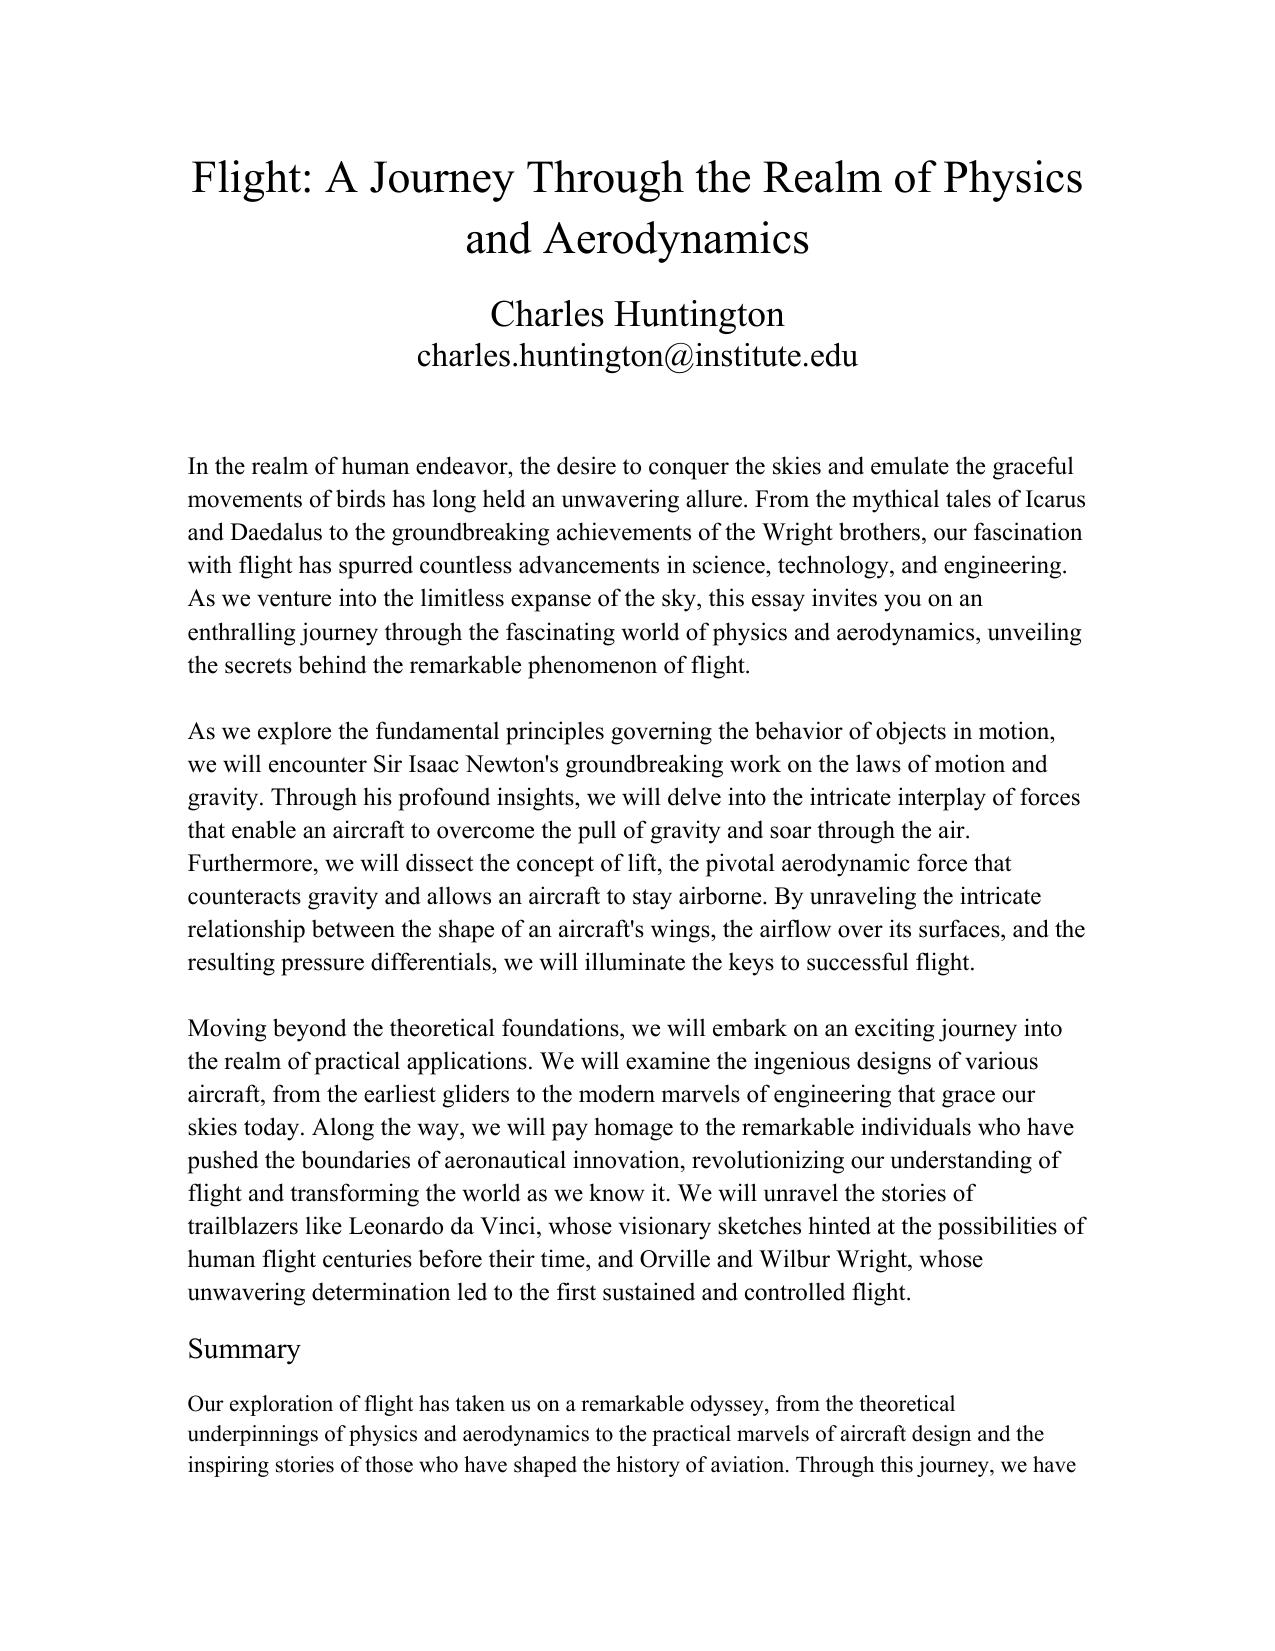 Flight: A Journey Through the Realm of Physics
and Aerodynamics
Charles Huntington
charles.huntington@institute.edu
In the realm of human endeavor, the desire to conquer the skies and emulate the graceful
movements of birds has long held an unwavering allure. From the mythical tales of Icarus
and Daedalus to the groundbreaking achievements of the Wright brothers, our fascination
with flight has spurred countless advancements in science, technology, and engineering.
As we venture into the limitless expanse of the sky, this essay invites you on an
enthralling journey through the fascinating world of physics and aerodynamics, unveiling
the secrets behind the remarkable phenomenon of flight.
As we explore the fundamental principles governing the behavior of objects in motion,
we will encounter Sir Isaac Newton's groundbreaking work on the laws of motion and
gravity. Through his profound insights, we will delve into the intricate interplay of forces
that enable an aircraft to overcome the pull of gravity and soar through the air.
Furthermore, we will dissect the concept of lift, the pivotal aerodynamic force that
counteracts gravity and allows an aircraft to stay airborne. By unraveling the intricate
relationship between the shape of an aircraft's wings, the airflow over its surfaces, and the
resulting pressure differentials, we will illuminate the keys to successful flight.
Moving beyond the theoretical foundations, we will embark on an exciting journey into
the realm of practical applications. We will examine the ingenious designs of various
aircraft, from the earliest gliders to the modern marvels of engineering that grace our
skies today. Along the way, we will pay homage to the remarkable individuals who have
pushed the boundaries of aeronautical innovation, revolutionizing our understanding of
flight and transforming the world as we know it. We will unravel the stories of
trailblazers like Leonardo da Vinci, whose visionary sketches hinted at the possibilities of
human flight centuries before their time, and Orville and Wilbur Wright, whose
unwavering determination led to the first sustained and controlled flight.
Summary
Our exploration of flight has taken us on a remarkable odyssey, from the theoretical
underpinnings of physics and aerodynamics to the practical marvels of aircraft design and the
inspiring stories of those who have shaped the history of aviation. Through this journey, we have